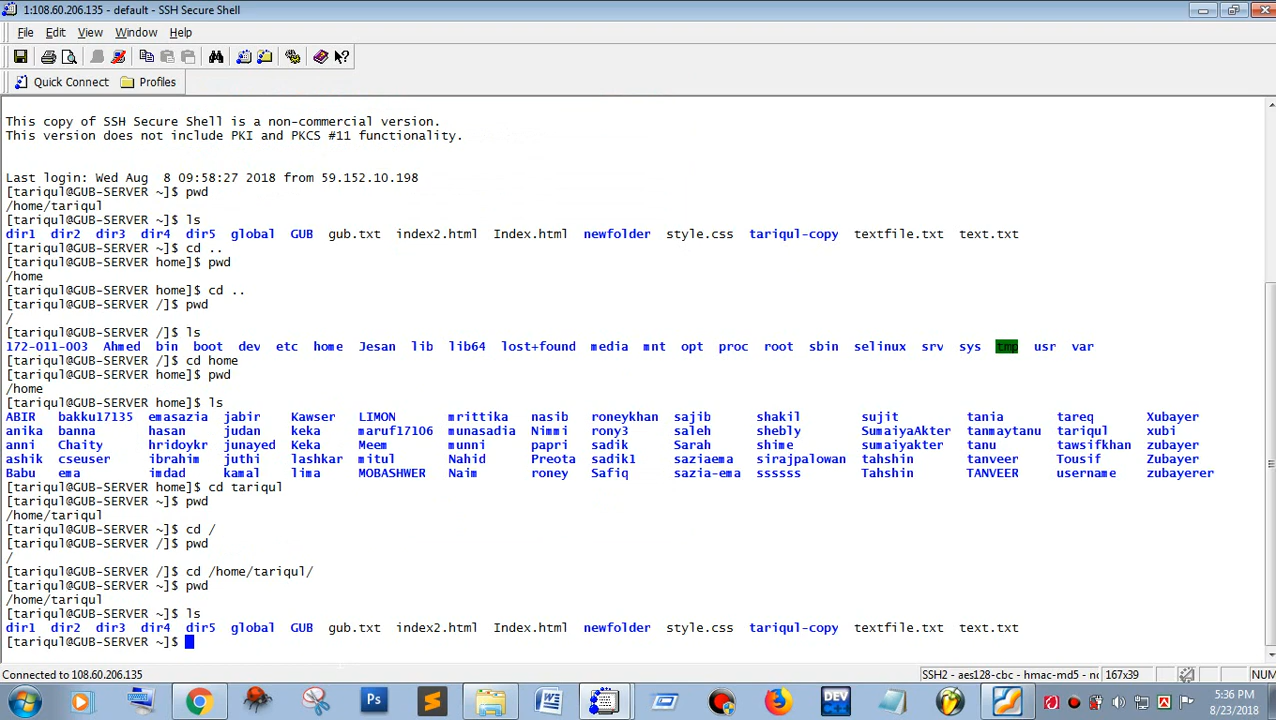 1:108.60.206.135 - default - SSH Secure Shell
File Edit View Window Help
Quick Connect Profiles
This copy of SSH Secure Shell is a non-commercial version.
This version does not include PKI and PKCS #11 functionality.
Last login: Wed Aug  8 09:58:27 2018 from 59.152.10.198
[tariqul@GUB-SERVER ~]$ pwd
/home/tariqul
[tariqul@GUB-SERVER ~]$ ls
dir1 dir2 dir3 dir4 dir5 global GUB gub.txt index2.html Index.html newfolder style.css tariqul-copy textfile.txt text.txt
[tariqul@GUB-SERVER ~]$ cd ..
[tariqul@GUB-SERVER home]$ pwd
/home
[tariqul@GUB-SERVER home]$ cd ..
[tariqul@GUB-SERVER /]$ pwd
/
[tariqul@GUB-SERVER /]$ ls
172-011-003 Ahmed bin boot dev etc home Jesan lib lib64 lost+found media mnt opt proc root sbin selinux srv sys tmp usr var
[tariqul@GUB-SERVER /]$ cd home
[tariqul@GUB-SERVER home]$ pwd
/home
[tariqul@GUB-SERVER home]$ ls
ABIR bakku17135 emasazia jabir Kawser LIMON mrittika nasib roneykhan sajib shakil sujit tania tareq Xubayer
anika banna hasan judan keka maruf17106 munasadia Nimmi rony3 saleh shebly SumaiyaAkter tanmaytanu tariqul xubi
anni Chaity hridoykr junayed Keka Meem munni papri sadik Sarah shime sumaiyakter tanu tawsifkhan zubayer
ashik cseuser ibrahim juthi lashkar mitul Nahid Preota sadik1 saziaema sirajpalowan tahshin tanveer Tousif Zubayer
Babu ema imdad kamal lima MOBASHWER Naim roney Safiq sazia-ema ssssss Tahshin TANVEER username Zubayerer
[tariqul@GUB-SERVER home]$ cd tariqul
[tariqul@GUB-SERVER ~]$ pwd
/home/tariqul
[tariqul@GUB-SERVER ~]$ cd /
[tariqul@GUB-SERVER /]$ pwd
/
[tariqul@GUB-SERVER /]$ cd /home/tariqul/
[tariqul@GUB-SERVER ~]$ pwd
/home/tariqul
[tariqul@GUB-SERVER ~]$ ls
dir1 dir2 dir3 dir4 dir5 global GUB gub.txt index2.html Index.html newfolder style.css tariqul-copy textfile.txt text.txt
[tariqul@GUB-SERVER ~]$
Connected to 108.60.206.135 SSH2 - aes128-cbc - hmac-md5 - nc 167x39 NUM
Ps DEV
5:36 PM
8/23/2018